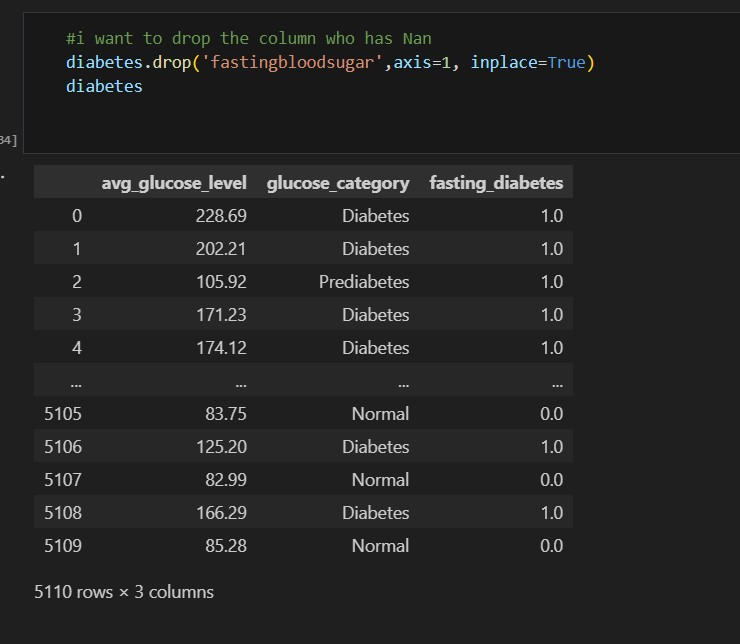 #i want to drop the column who has Nan
diabetes.drop('fastingbloodsugar',axis=1, inplace=True)
diabetes
34]
avg_glucose_level glucose_category fasting_diabetes
0 228.69 Diabetes 1.0
1 202.21 Diabetes 1.0
2 105.92 Prediabetes 1.0
3 171.23 Diabetes 1.0
4 174.12 Diabetes 1.0
... ... ... ...
5105 83.75 Normal 0.0
5106 125.20 Diabetes 1.0
5107 82.99 Normal 0.0
5108 166.29 Diabetes 1.0
5109 85.28 Normal 0.0
5110 rows × 3 columns